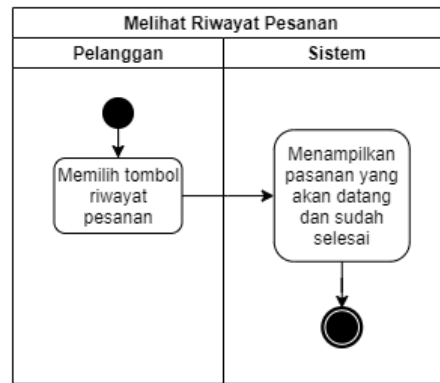 Melihat Riwayat Pesanan
Pelanggan
Sistem
Memilih tombol
riwayat
pesanan
Menampilkan
pasanan yang
akan datang
dan sudah
selesai